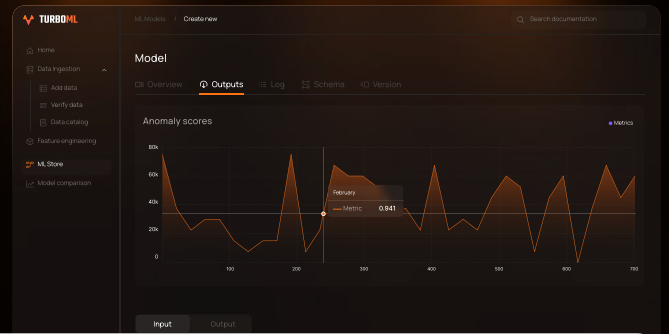 TURBOML
ML Models / Create new
Search documentation
Home
Data Ingestion
Add data
Verify data
Data catalog
Feature engineering
ML Store
Model comparison
Model
Overview
Outputs
Log
Schema
Version
Anomaly scores
Metrics
80k
60k
40k
20k
0
February
Metric 0.941
100 200 300 400 500 600 700
Input
Output